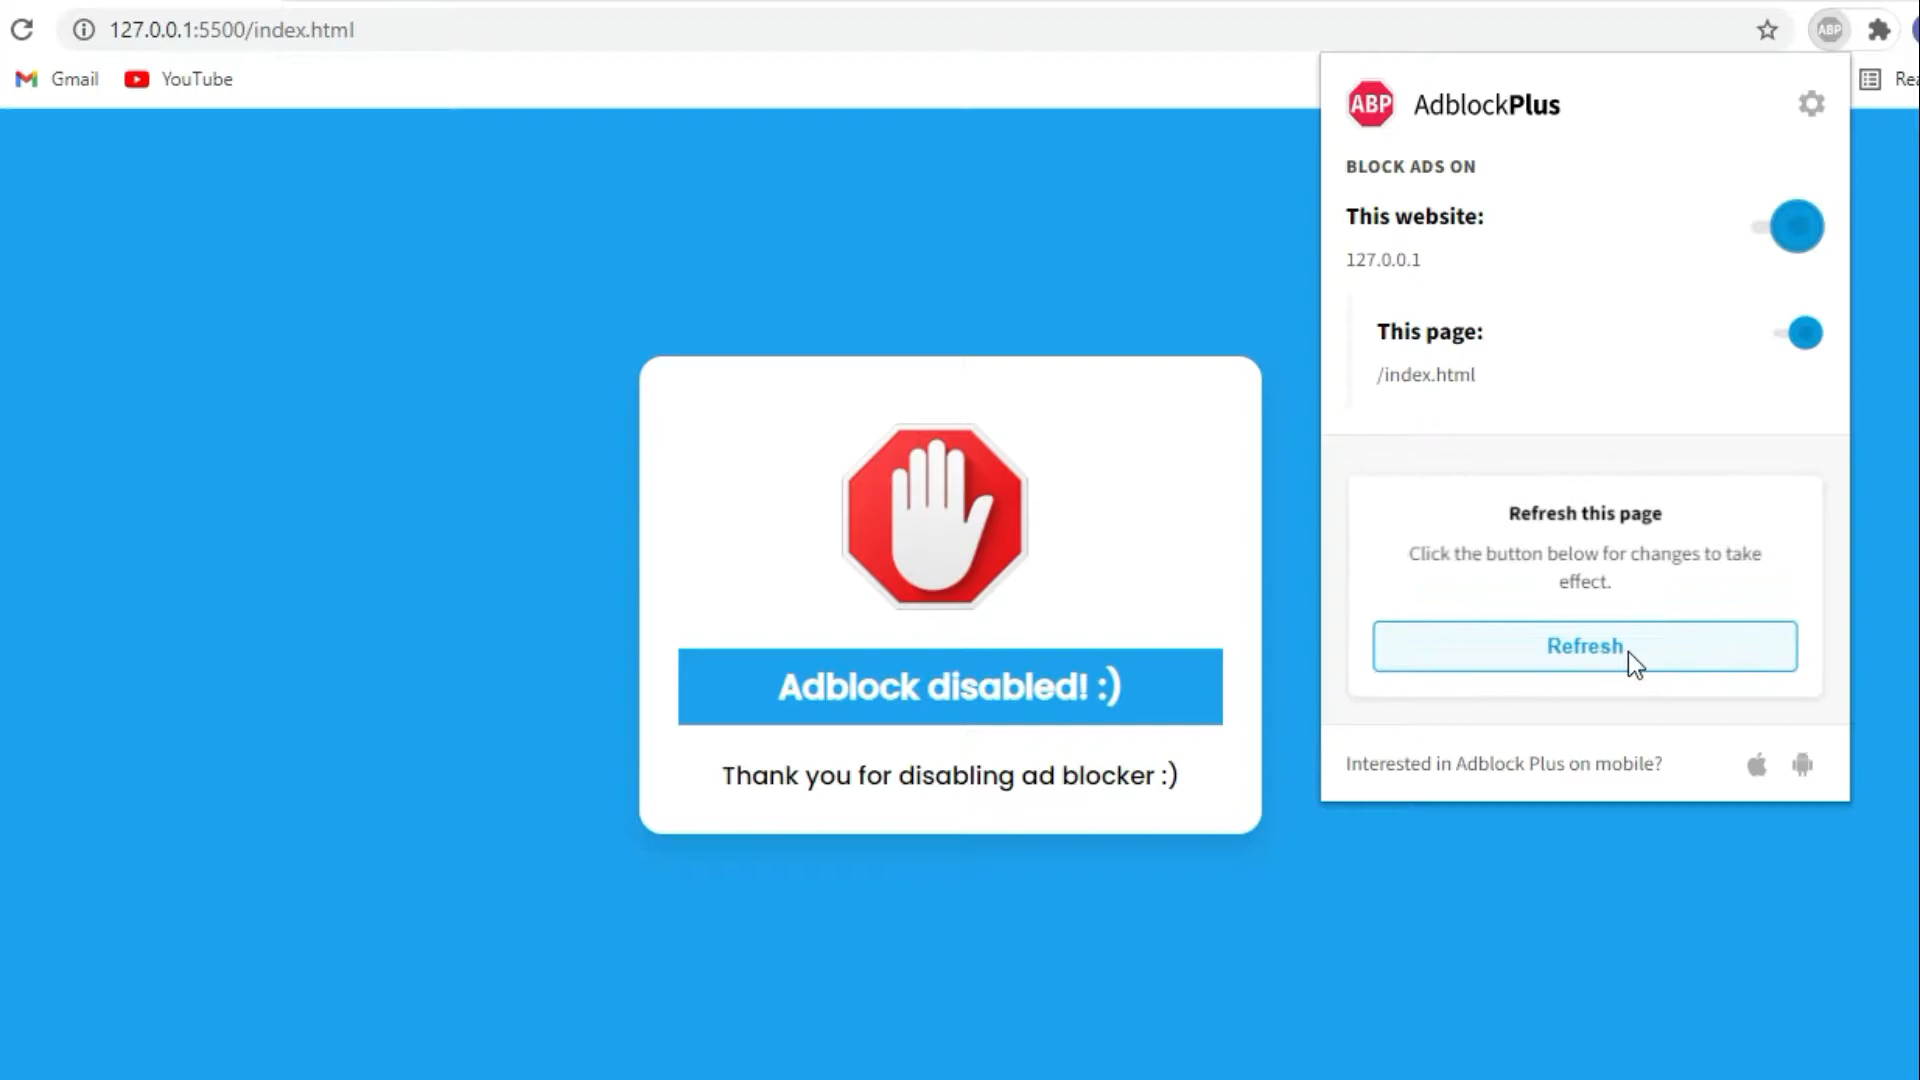 127.0.0.1:5500/index.html
ABP
Gmail
YouTube
Rea
ABP
AdblockPlus
BLOCK ADS ON
This website:
127.0.0.1
This page:
/index.html
Refresh this page
Click the button below for changes to take
effect.
Refresh
Interested in Adblock Plus on mobile?
Adblock disabled! :)
Thank you for disabling ad blocker :)